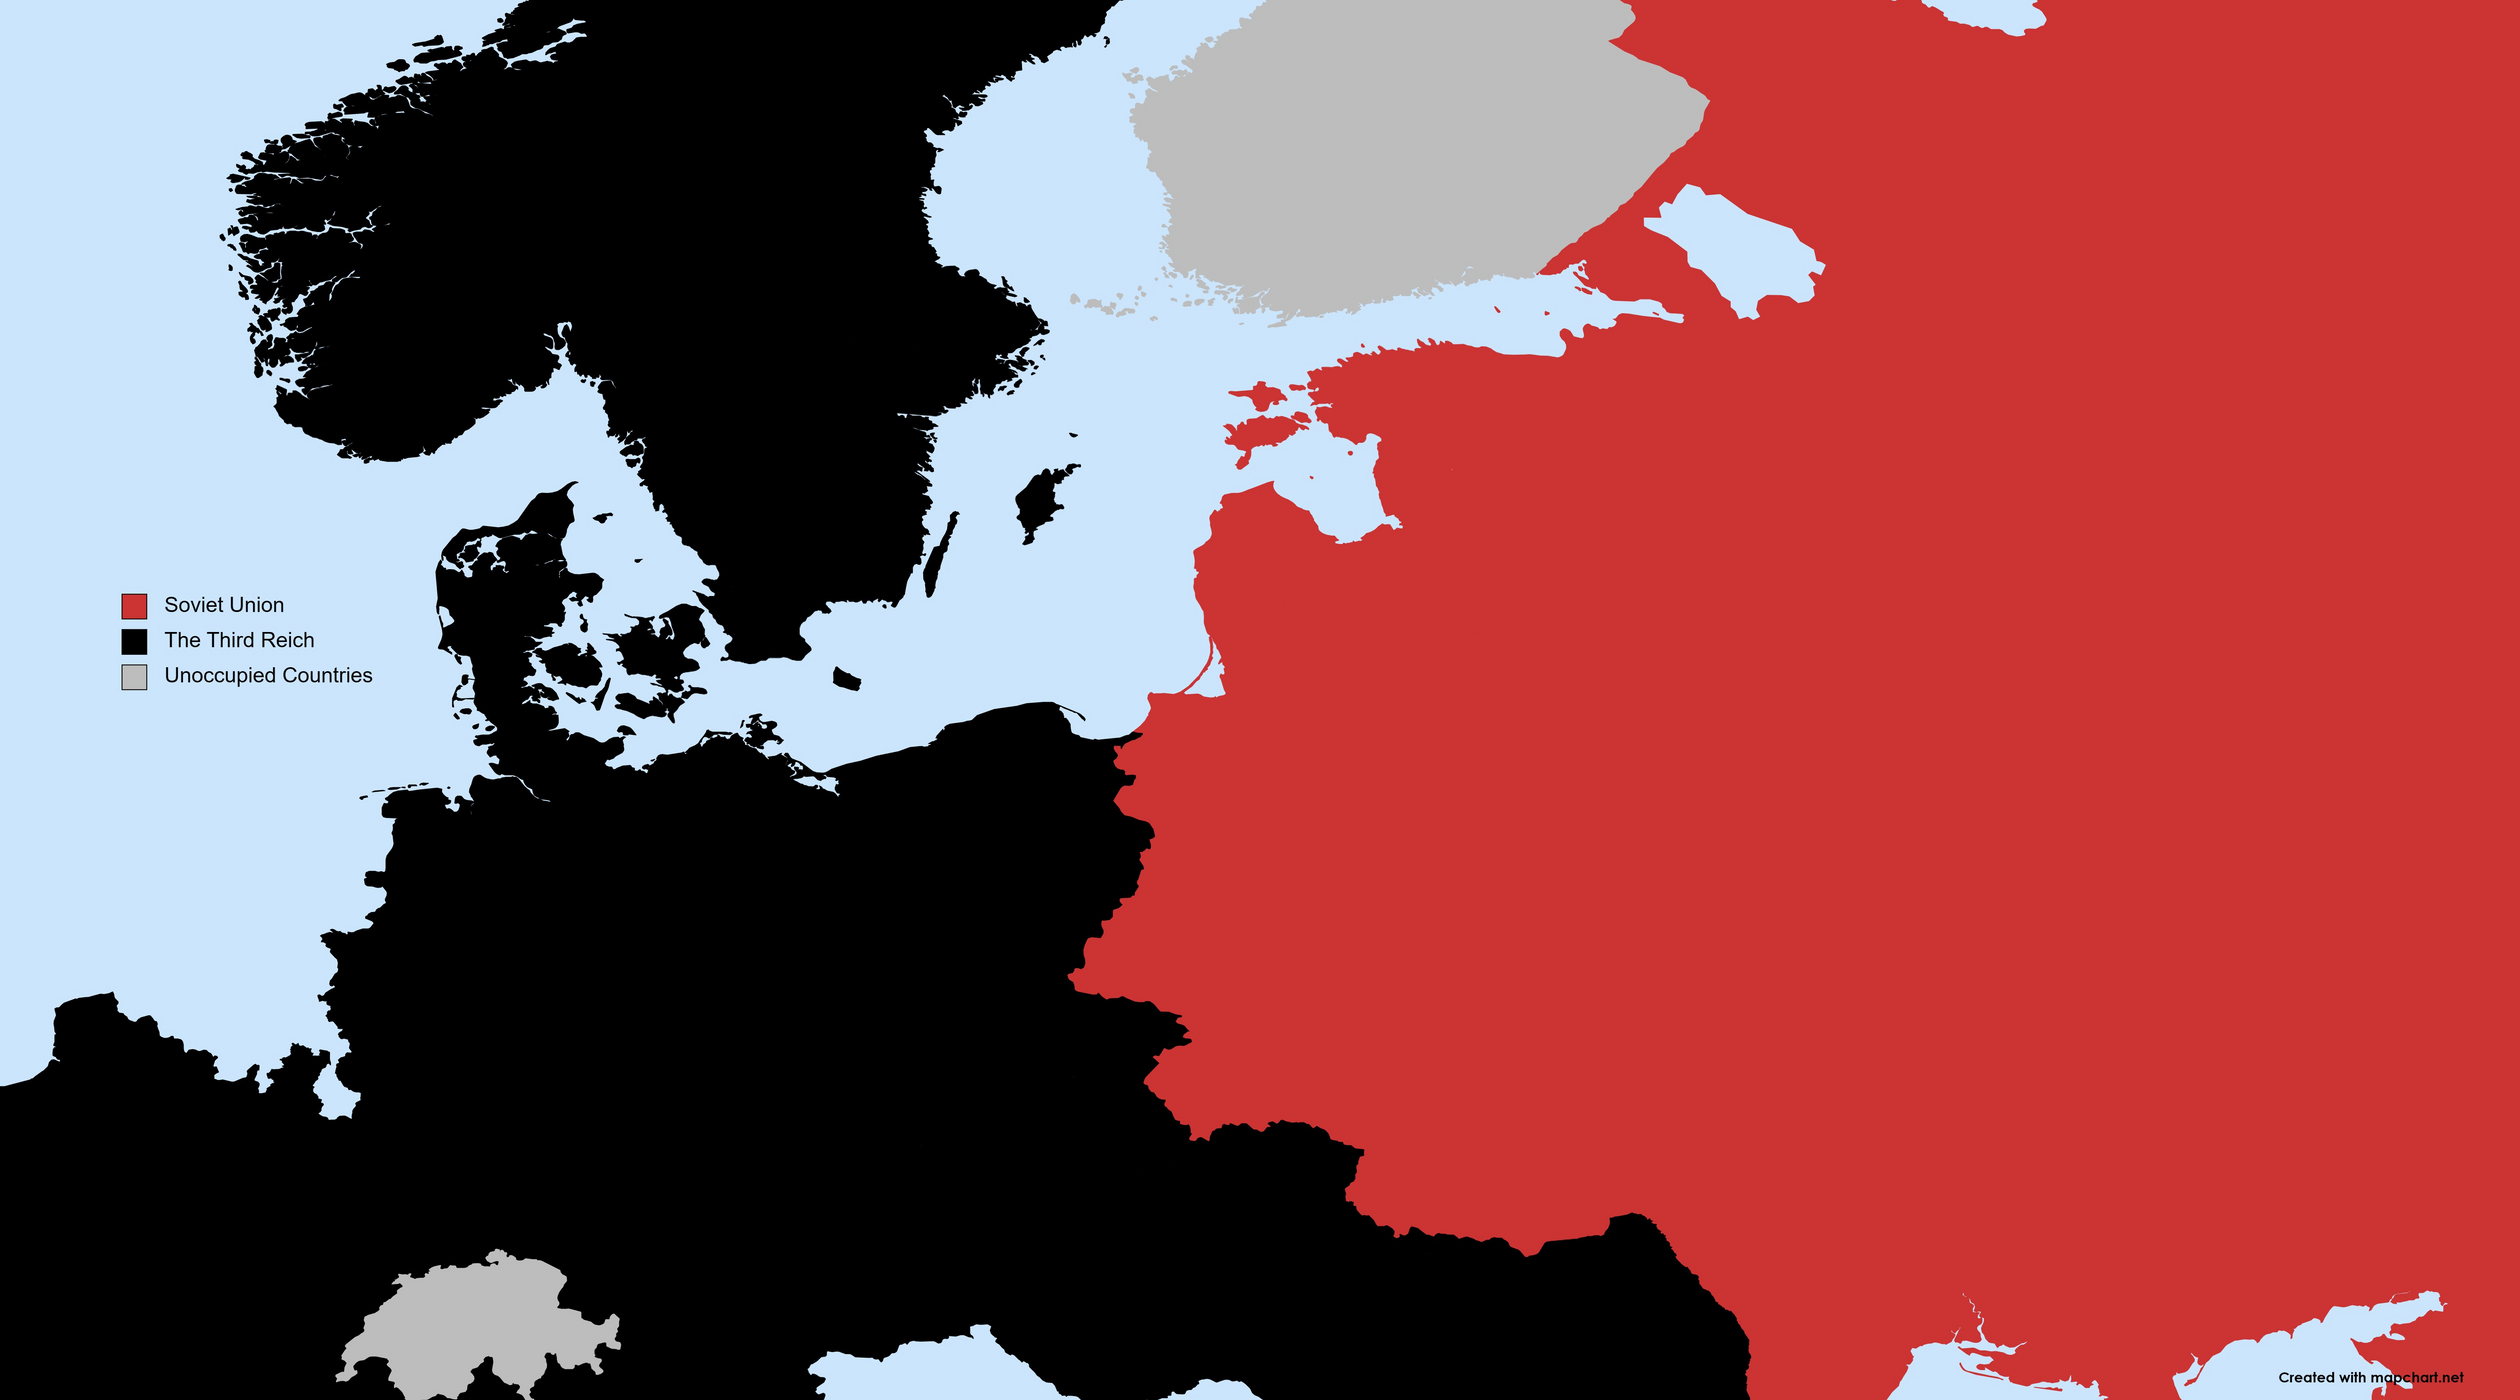 Soviet Union
The Third Reich
Unoccupied Countries
Created with mapchart.net